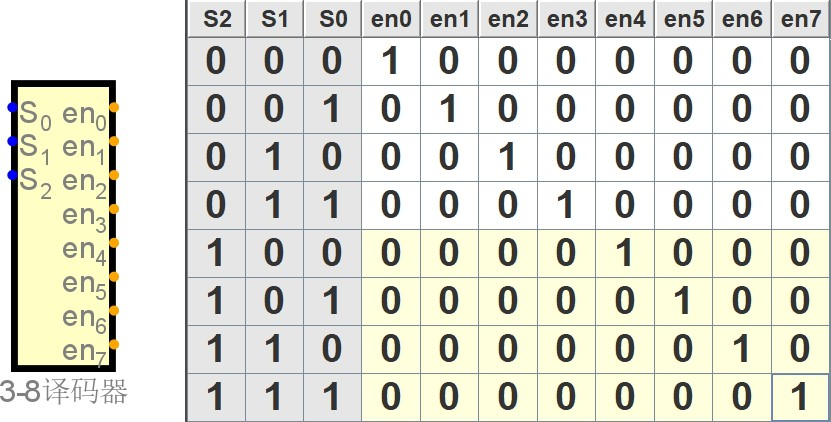 S0 en0
S1 en1
S2 en2
en3
en4
en5
en6
en7
3-8译码器
S2 S1 S0 en0 en1 en2 en3 en4 en5 en6 en7
0 0 0 1 0 0 0 0 0 0 0
0 0 1 0 1 0 0 0 0 0 0
0 1 0 0 0 1 0 0 0 0 0
0 1 1 0 0 0 1 0 0 0 0
1 0 0 0 0 0 0 1 0 0 0
1 0 1 0 0 0 0 0 1 0 0
1 1 0 0 0 0 0 0 0 1 0
1 1 1 0 0 0 0 0 0 0 1